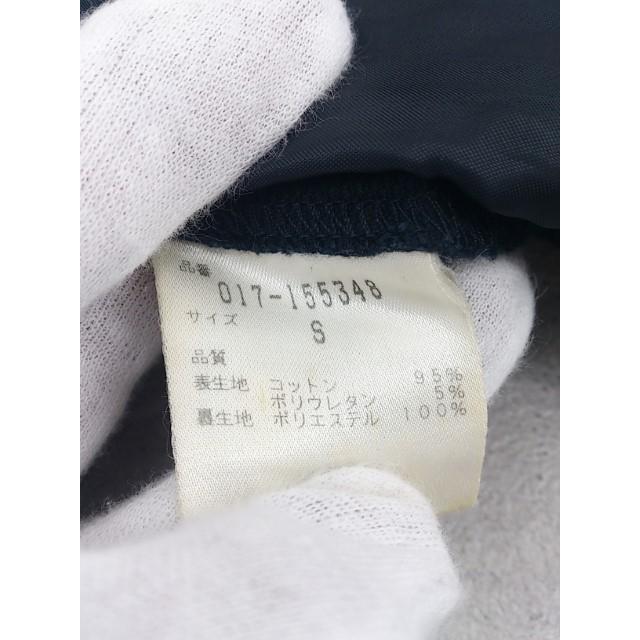 品番
017-155348
サイズ
S
品質
表生地 コットン 95%
ポリウレタン 5%
裏生地 ポリエステル 100%